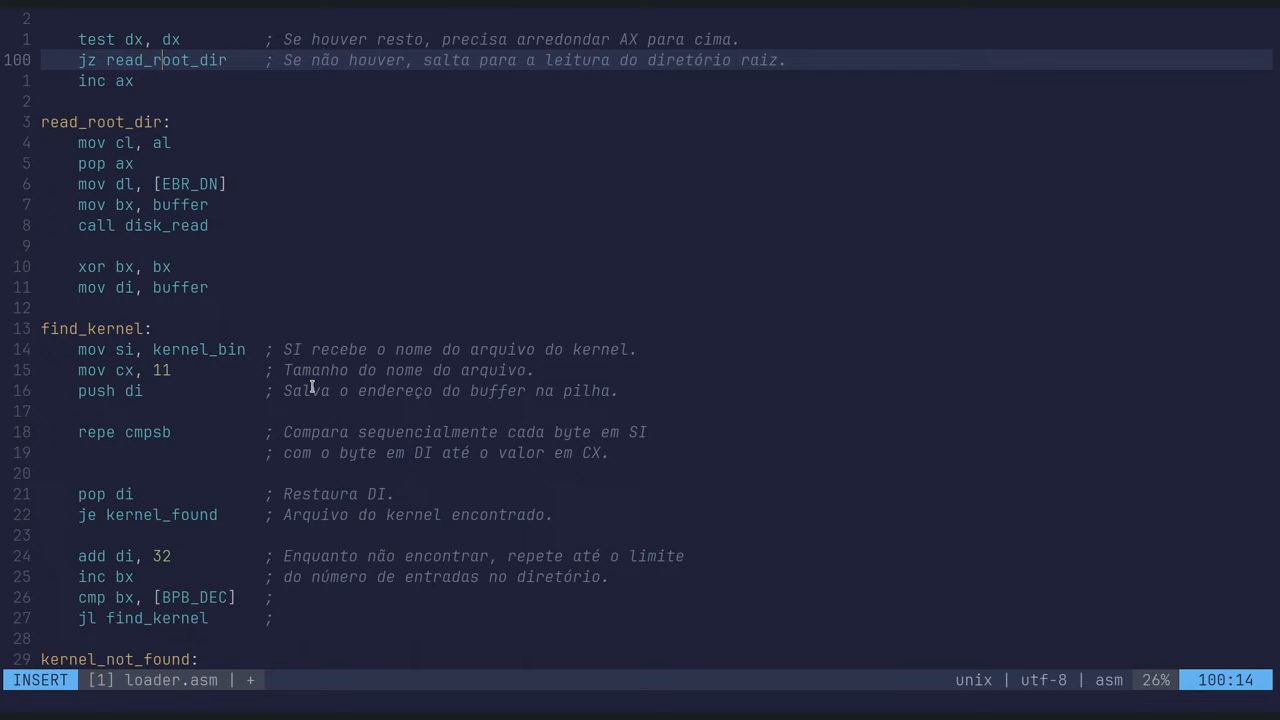 2
1 test dx, dx ; Se houver resto, precisa arredondar AX para cima.
100 jz read_root_dir ; Se não houver, salta para a leitura do diretório raiz.
1 inc ax
2
3 read_root_dir:
4 mov cl, al
5 pop ax
6 mov dl, [EBR_DN]
7 mov bx, buffer
8 call disk_read
9
10 xor bx, bx
11 mov di, buffer
12
13 find_kernel:
14 mov si, kernel_bin ; SI recebe o nome do arquivo do kernel.
15 mov cx, 11 ; Tamanho do nome do arquivo.
16 push di ; Salva o endereço do buffer na pilha.
17
18 repe cmpsb ; Compara sequencialmente cada byte em SI
19 ; com o byte em DI até o valor em CX.
20
21 pop di ; Restaura DI.
22 je kernel_found ; Arquivo do kernel encontrado.
23
24 add di, 32 ; Enquanto não encontrar, repete até o limite
25 inc bx ; do número de entradas no diretório.
26 cmp bx, [BPB_DEC] ;
27 jl find_kernel ;
28
29 kernel_not_found:
INSERT [1] loader.asm | + unix | utf-8 | asm 26% 100:14